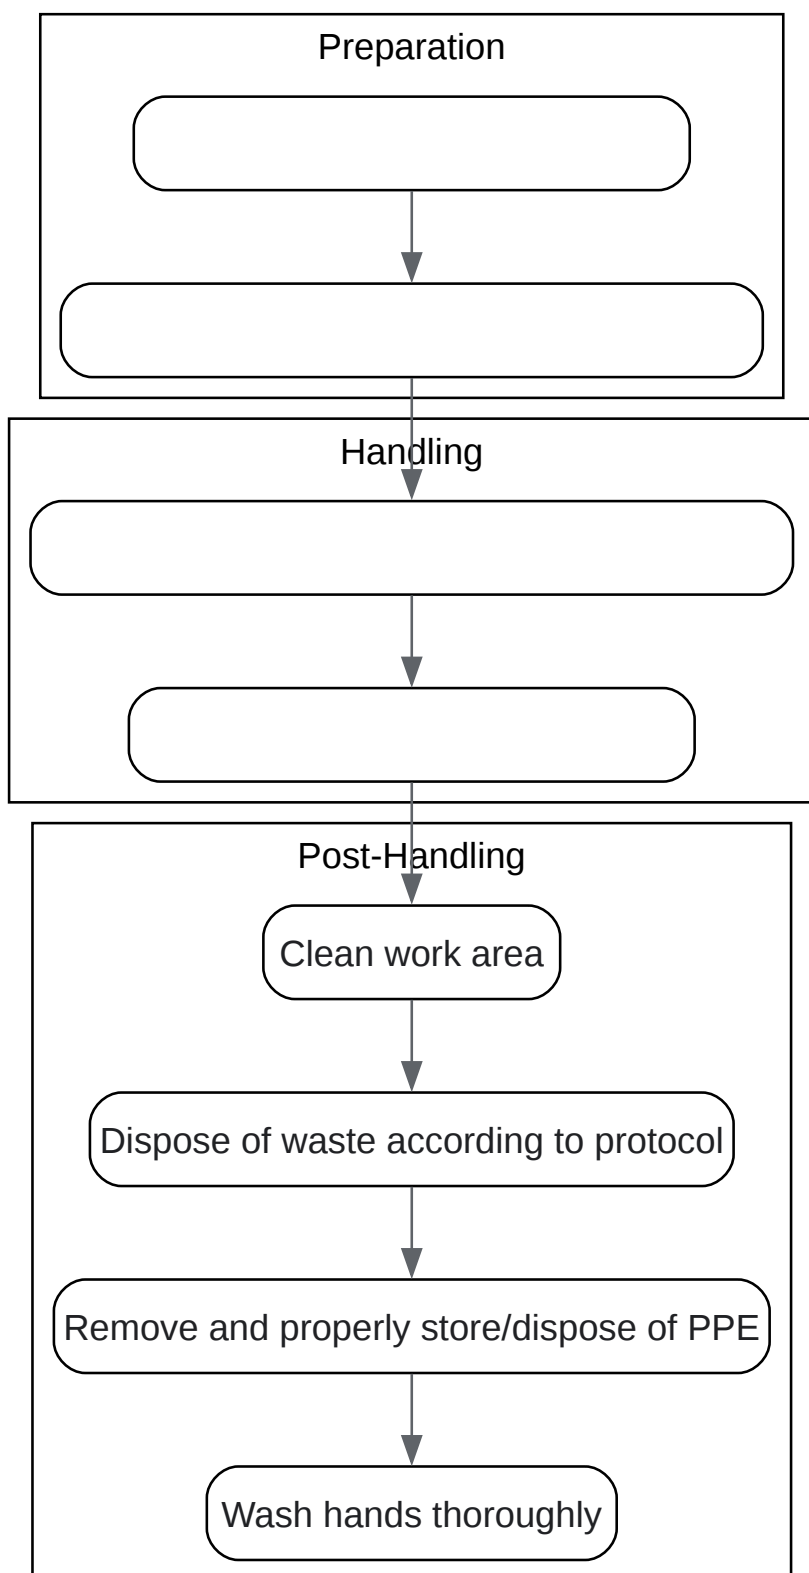 Preparation
Handling
Post-Handling
Clean work area
Dispose of waste according to protocol
Remove and properly store/dispose of PPE
Wash hands thoroughly